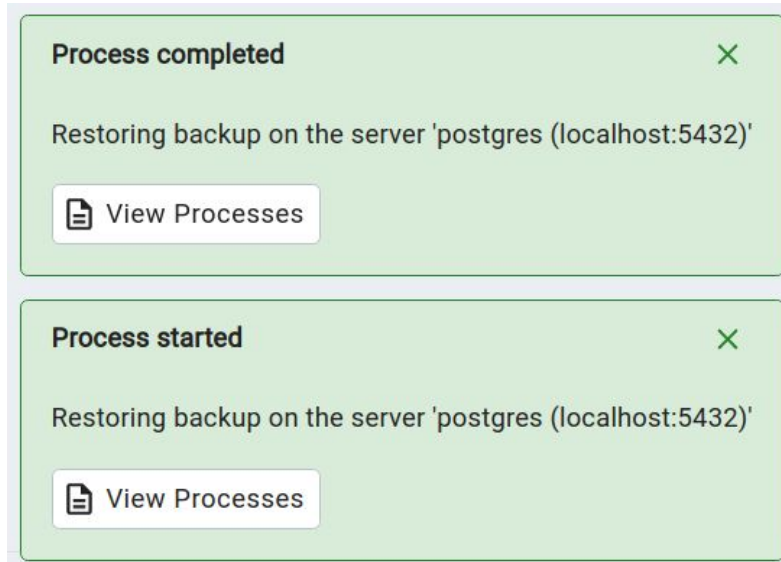 Process completed
Restoring backup on the server 'postgres (localhost:5432)'
View Processes
Process started
Restoring backup on the server 'postgres (localhost:5432)'
View Processes